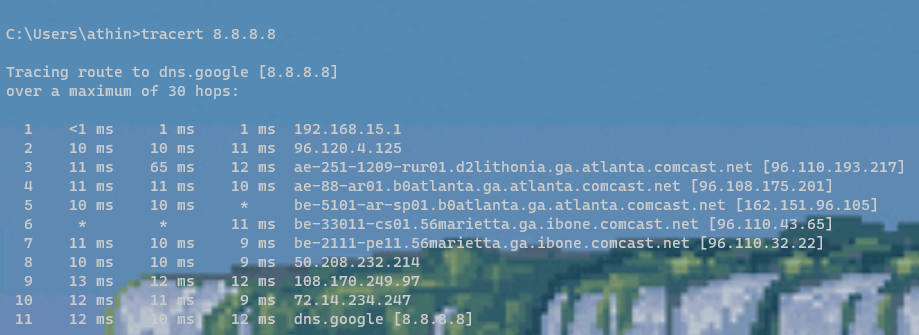 C:\Users\athin>tracert 8.8.8.8
Tracing route to dns.google [8.8.8.8]
over a maximum of 30 hops:
1 <1 ms 1 ms 1 ms 192.168.15.1
2 10 ms 10 ms 11 ms 96.120.4.125
3 11 ms 65 ms 12 ms ae-251-1209-rur01.d2lithonia.ga.atlanta.comcast.net [96.110.193.217]
4 11 ms 11 ms 10 ms ae-88-ar01.b0atlanta.ga.atlanta.comcast.net [96.108.175.201]
5 10 ms 10 ms * be-5101-ar-sp01.b0atlanta.ga.atlanta.comcast.net [162.151.96.105]
6 * * 11 ms be-33011-cs01.56marietta.ga.ibone.comcast.net [96.110.43.65]
7 11 ms 10 ms 9 ms be-2111-pe11.56marietta.ga.ibone.comcast.net [96.110.32.22]
8 10 ms 10 ms 9 ms 50.208.232.214
9 13 ms 12 ms 12 ms 108.170.249.97
10 12 ms 11 ms 9 ms 72.14.234.247
11 12 ms 10 ms 12 ms dns.google [8.8.8.8]